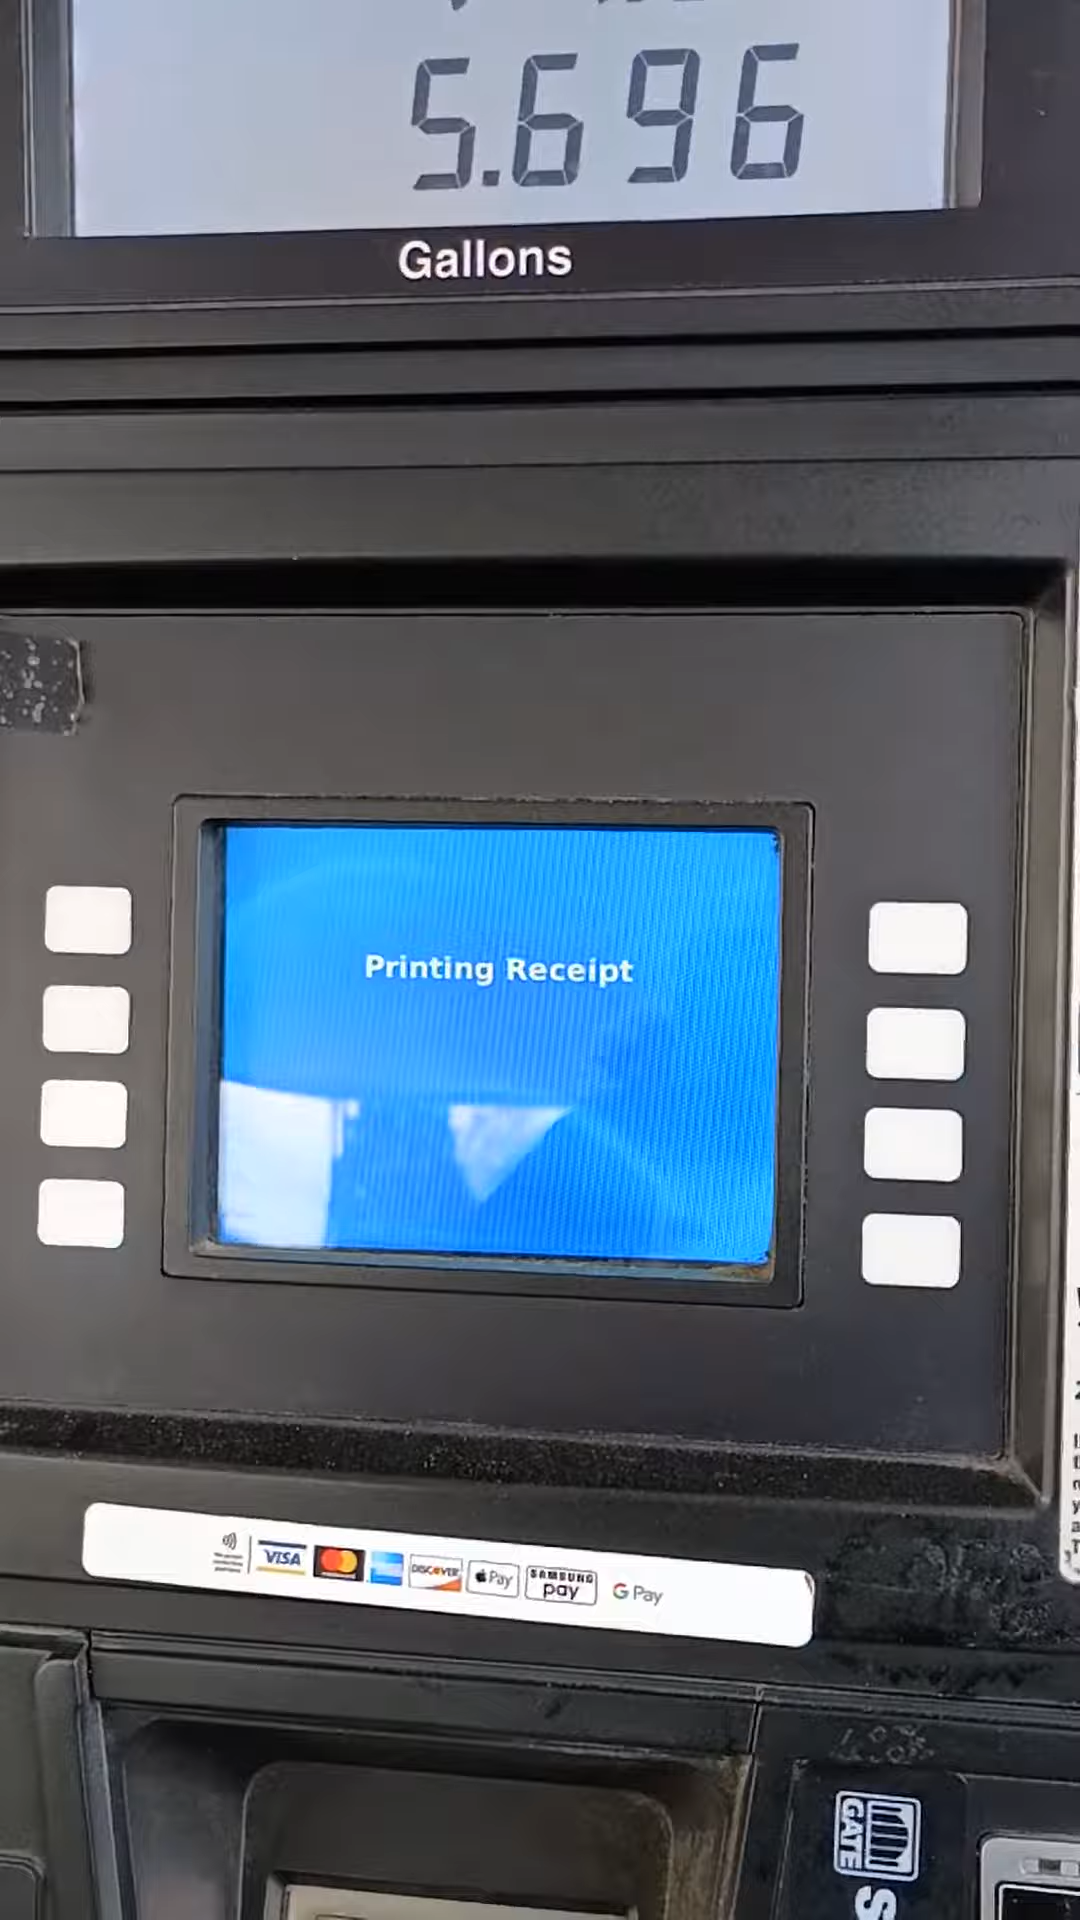 5.696
Gallons
Printing Receipt
VISA
DISCOVER
Pay
SAMSUNG
pay
G Pay
GATE
S